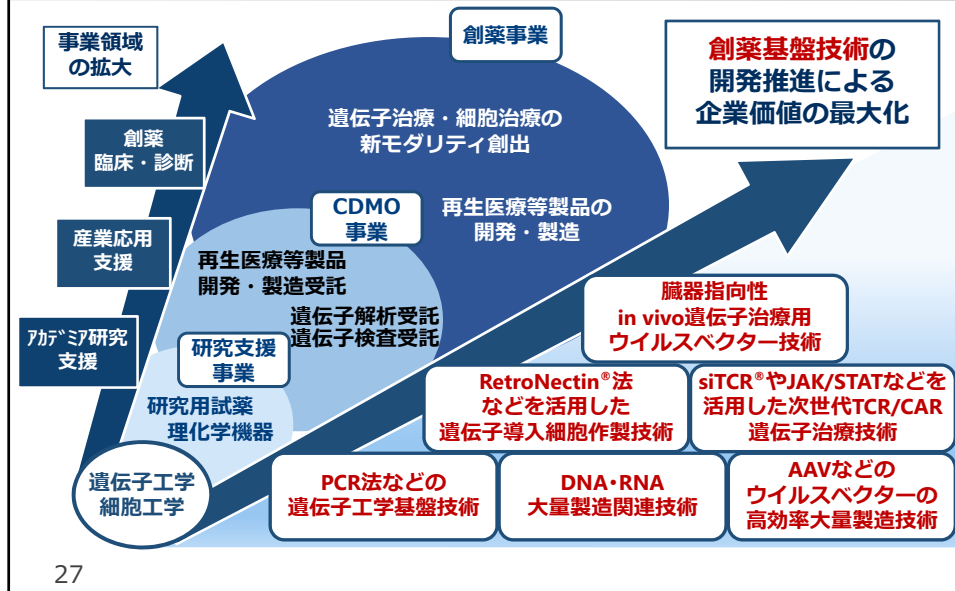 事業領域
の拡大
創薬事業
創薬基盤技術の
開発推進による
企業価値の最大化
遺伝子治療・細胞治療の
新モダリティ創出
創薬
臨床・診断
CDMO
事業
再生医療等製品の
開発・製造
産業応用
支援
再生医療等製品
開発・製造受託
遺伝子解析受託
遺伝子検査受託
臓器指向性
in vivo遺伝子治療用
ウイルスベクター技術
ｱｶﾃﾞﾐｱ研究
支援
研究支援
事業
研究用試薬
理化学機器
RetroNectin®法
などを活用した
遺伝子導入細胞作製技術
siTCR®やJAK/STATなどを
活用した次世代TCR/CAR
遺伝子治療技術
遺伝子工学
細胞工学
PCR法などの
遺伝子工学基盤技術
DNA・RNA
大量製造関連技術
AAVなどの
ウイルスベクターの
高効率大量製造技術
27